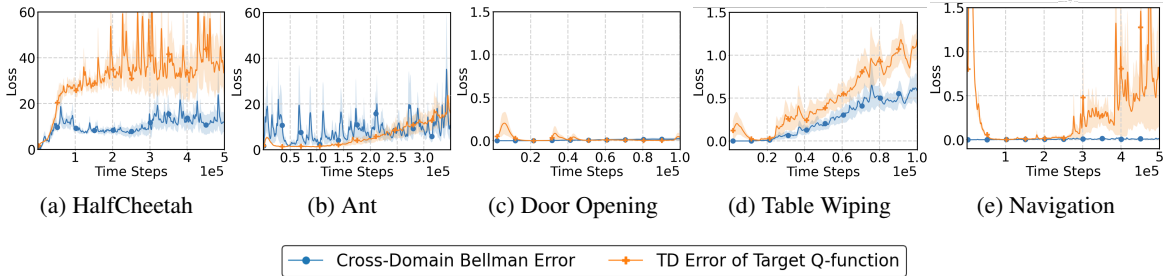 60
40
20
0
Loss
1 2 3 4 5
Time Steps
1e5
(a) HalfCheetah
60
40
20
0
Loss
0.5 1.0 1.5 2.0 2.5 3.0
Time Steps
1e5
(b) Ant
1.5
1.0
0.5
0.0
Loss
0.2 0.4 0.6 0.8 1.0
Time Steps
1e5
(c) Door Opening
1.5
1.0
0.5
0.0
Loss
0.2 0.4 0.6 0.8 1.0
Time Steps
1e5
(d) Table Wiping
1.5
1.0
0.5
0.0
Loss
1 2 3 4 5
Time Steps
1e5
(e) Navigation
Cross-Domain Bellman Error TD Error of Target Q-function